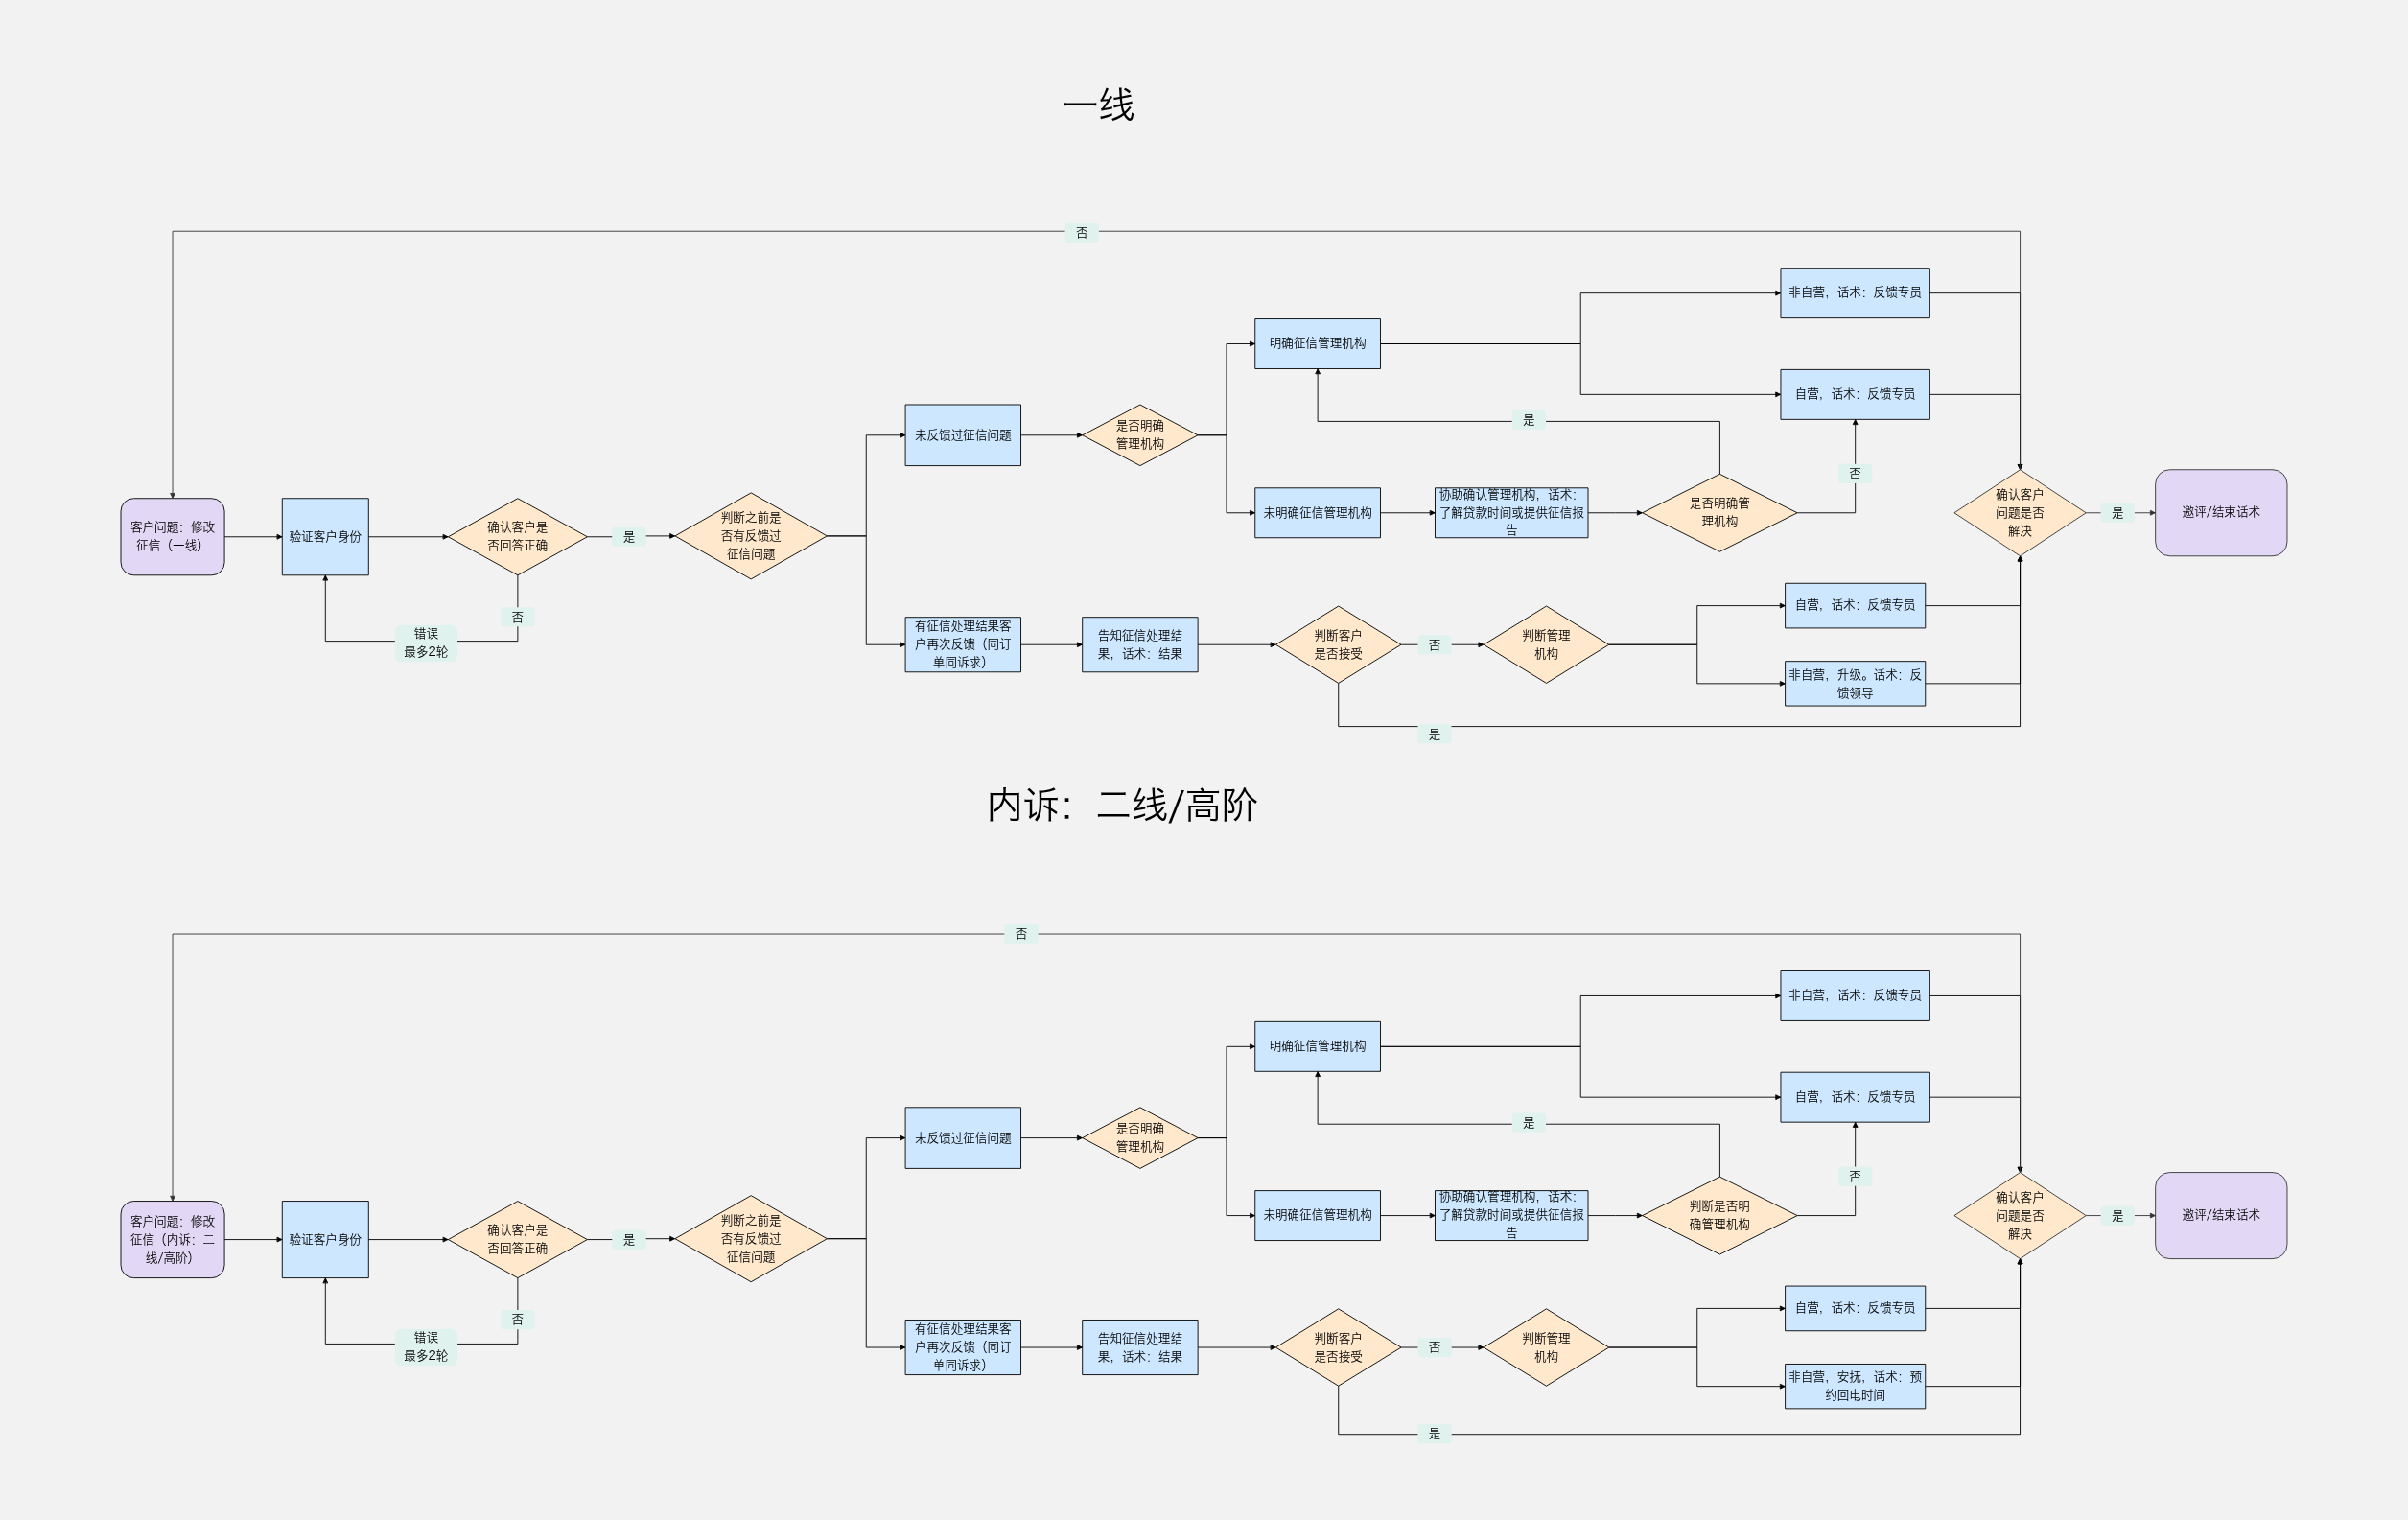 一线
否
非自营，话术：反馈专员
明确征信管理机构
自营，话术：反馈专员
是
未反馈过征信问题
是否明确
管理机构
否
未明确征信管理机构
协助确认管理机构，话术：
了解贷款时间或提供征信报
告
是否明确管
理机构
确认客户
问题是否
解决
是
邀评/结束话术
客户问题：修改
征信（一线）
验证客户身份
确认客户是
否回答正确
是
判断之前是
否有反馈过
征信问题
否
错误
最多2轮
有征信处理结果客
户再次反馈（同订
单同诉求）
告知征信处理结
果，话术：结果
判断客户
是否接受
否
判断管理
机构
自营，话术：反馈专员
非自营，升级。话术：反
馈领导
是
内诉：二线/高阶
否
非自营，话术：反馈专员
明确征信管理机构
自营，话术：反馈专员
是
未反馈过征信问题
是否明确
管理机构
否
未明确征信管理机构
协助确认管理机构，话术：
了解贷款时间或提供征信报
告
判断是否明
确管理机构
确认客户
问题是否
解决
是
邀评/结束话术
客户问题：修改
征信（内诉：二
线/高阶）
验证客户身份
确认客户是
否回答正确
是
判断之前是
否有反馈过
征信问题
否
错误
最多2轮
有征信处理结果客
户再次反馈（同订
单同诉求）
告知征信处理结
果，话术：结果
判断客户
是否接受
否
判断管理
机构
自营，话术：反馈专员
非自营，安抚，话术：预
约回电时间
是